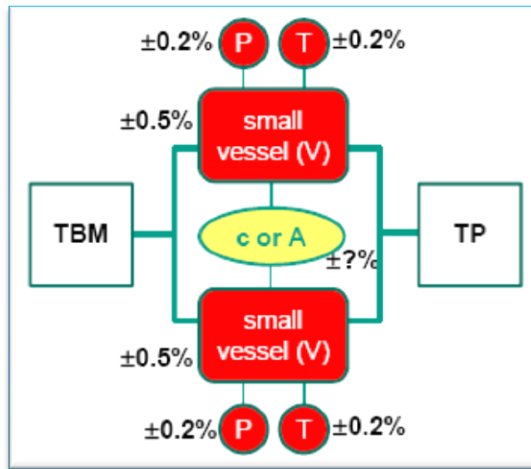 ±0.2% P T ±0.2%
±0.5%
small
vessel (V)
TBM
c or A
TP
±?%
small
vessel (V)
±0.5%
±0.2% P T ±0.2%